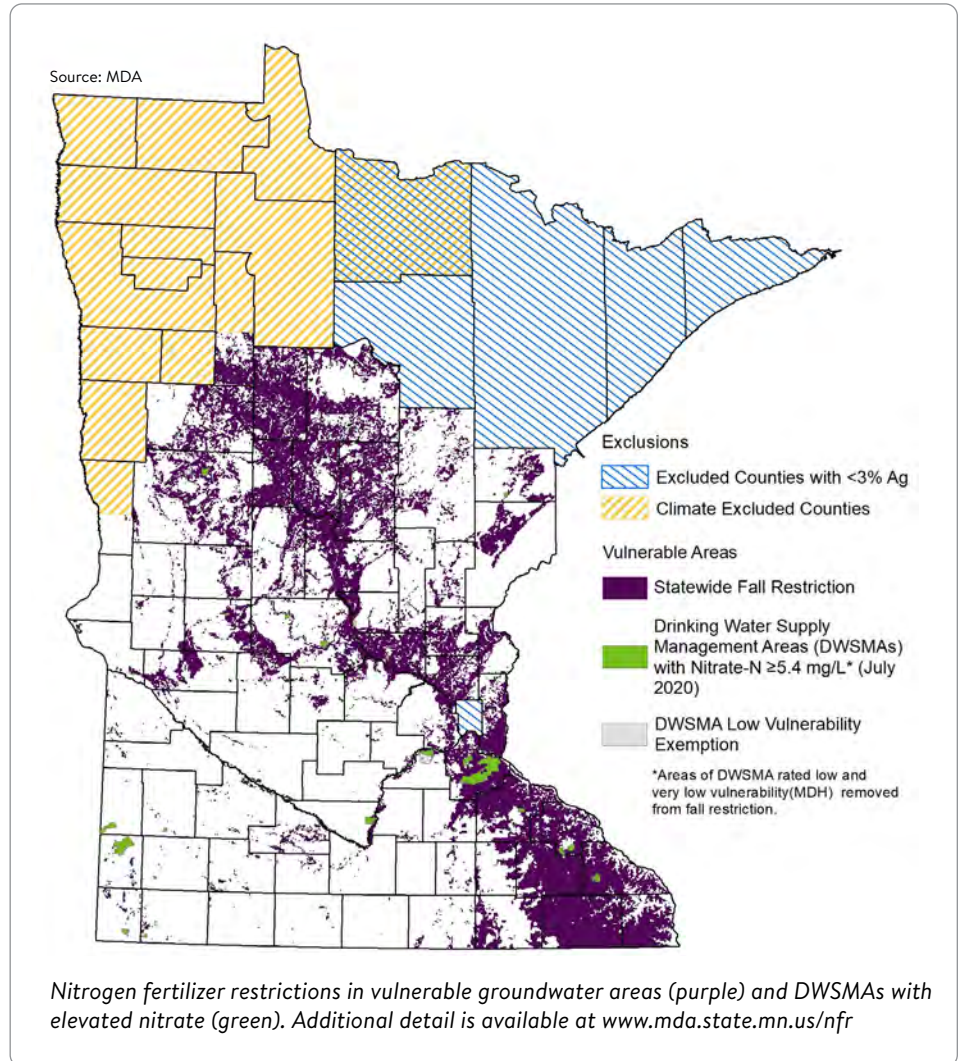 Source: MDA
Exclusions
Excluded Counties with <3% Ag
Climate Excluded Counties
Vulnerable Areas
Statewide Fall Restriction
Drinking Water Supply
Management Areas (DWSMAs)
with Nitrate-N ≥5.4 mg/L* (July
2020)
DWSMA Low Vulnerability
Exemption
*Areas of DWSMA rated low and
very low vulnerability(MDH) removed
from fall restriction.
Nitrogen fertilizer restrictions in vulnerable groundwater areas (purple) and DWSMAs with
elevated nitrate (green). Additional detail is available at www.mda.state.mn.us/nfr